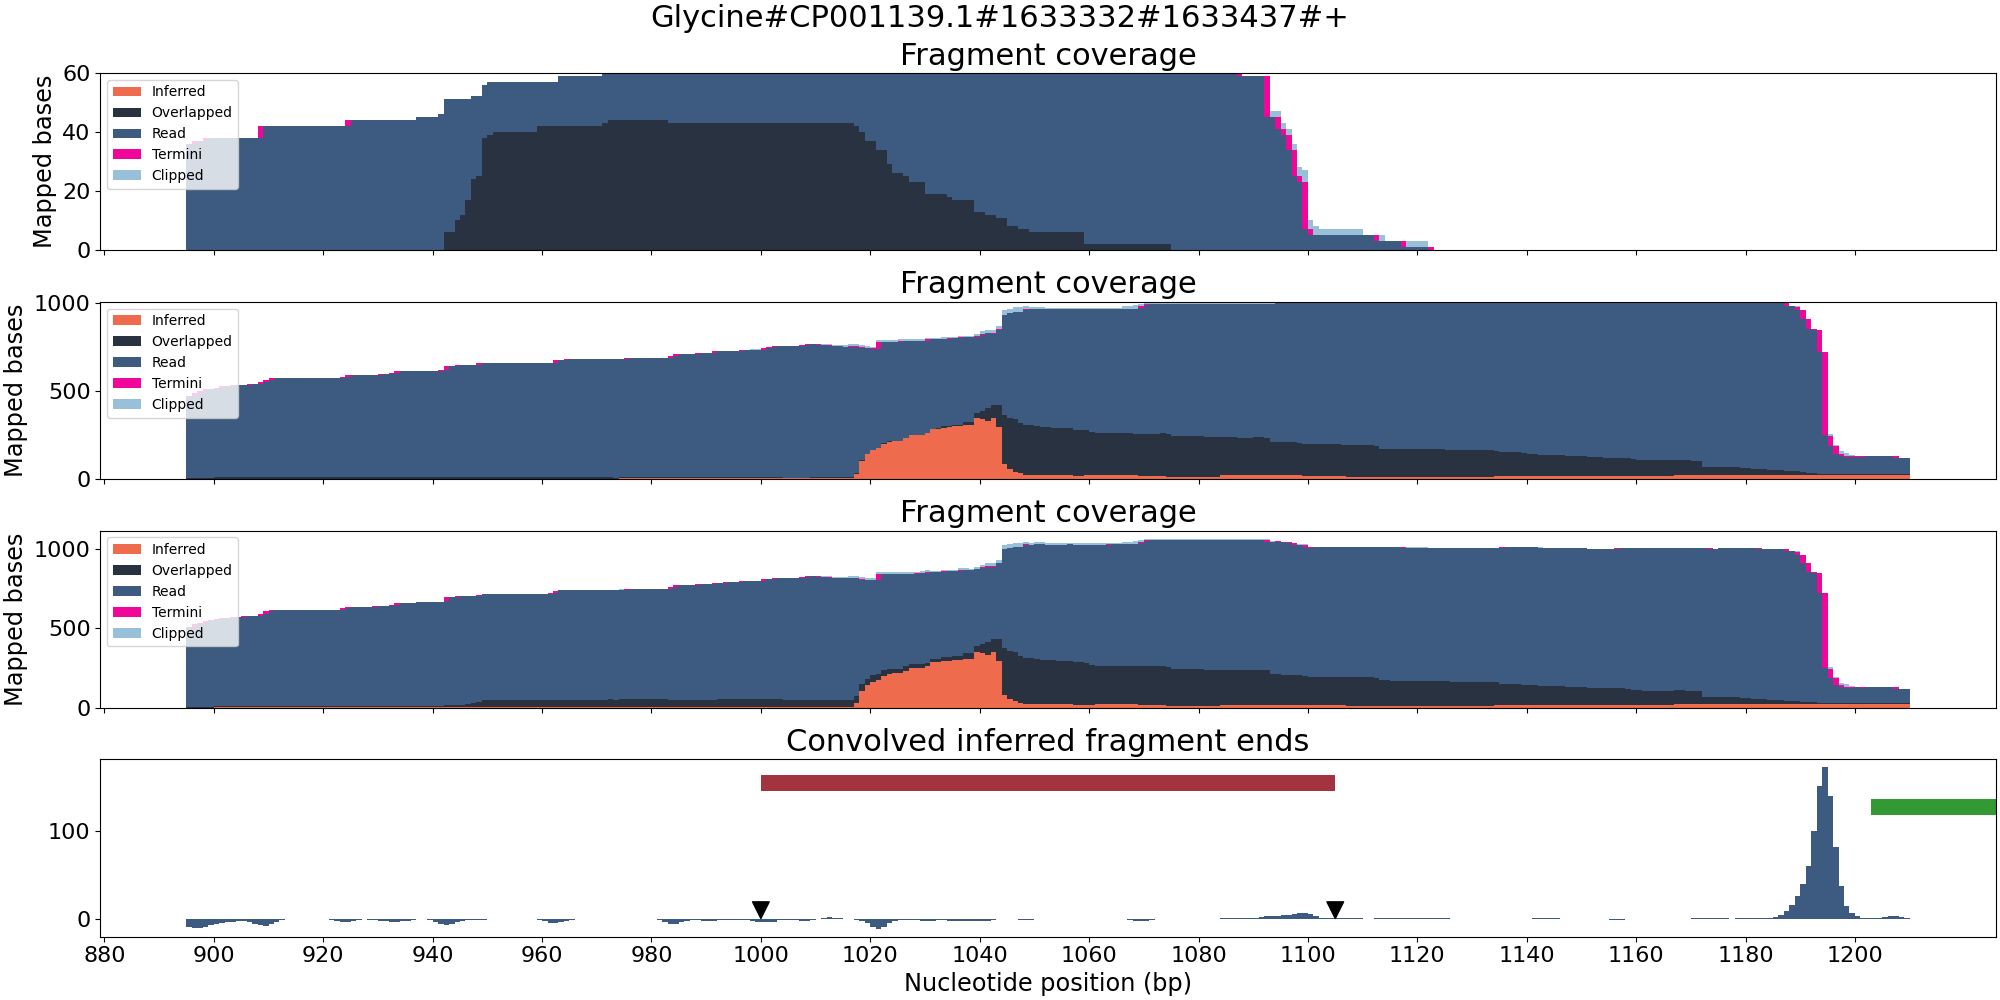 Glycine#CP001139.1#1633332#1633437#+
Fragment coverage
Mapped bases
60
40
20
0
Inferred
Overlapped
Read
Termini
Clipped
Fragment coverage
Mapped bases
1000
500
0
Inferred
Overlapped
Read
Termini
Clipped
Fragment coverage
Mapped bases
1000
500
0
Inferred
Overlapped
Read
Termini
Clipped
Convolved inferred fragment ends
100
0
880 900 920 940 960 980 1000 1020 1040 1060 1080 1100 1120 1140 1160 1180 1200
Nucleotide position (bp)